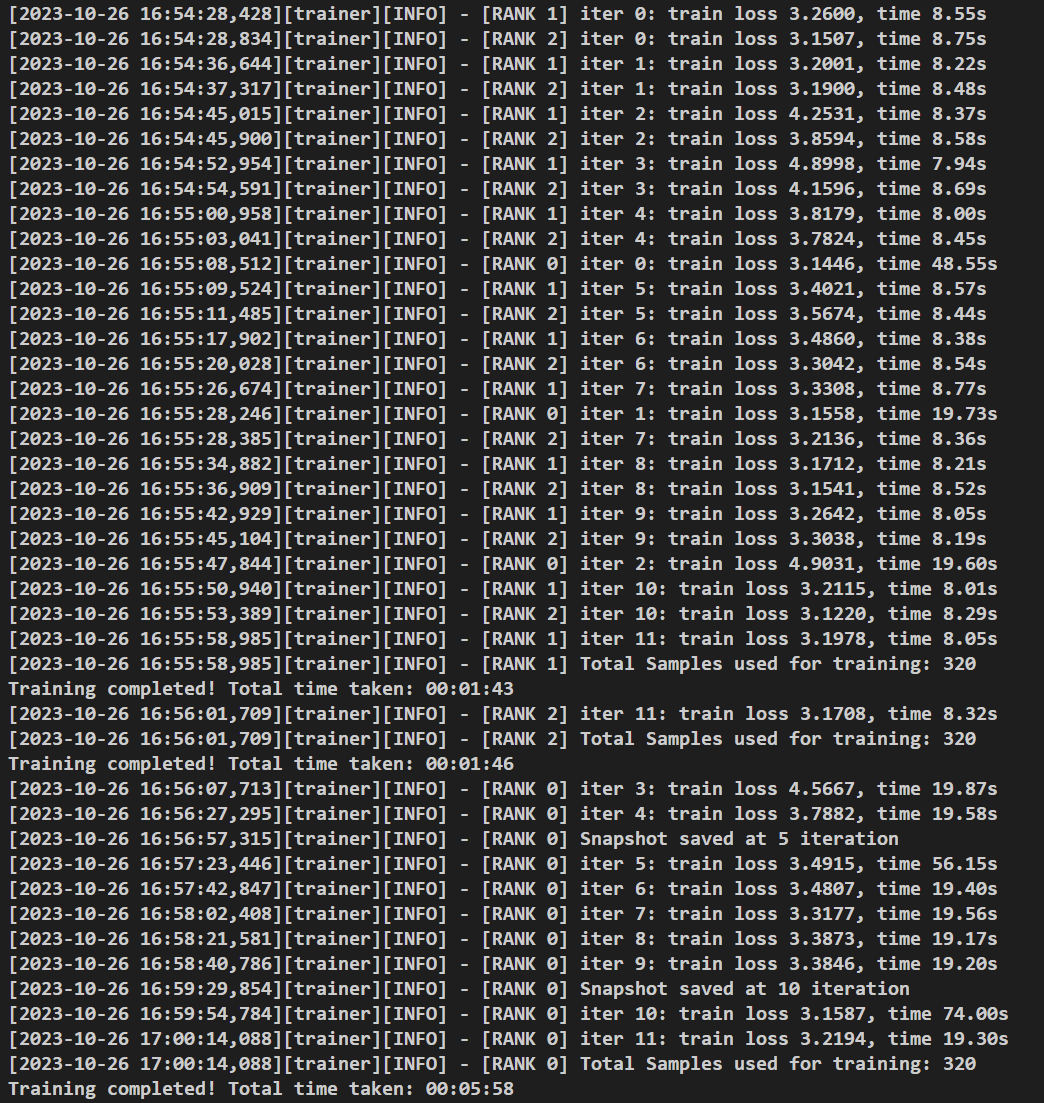 [2023-10-26 16:54:28,428][trainer][INFO] - [RANK 1] iter 0: train loss 3.2600, time 8.55s
[2023-10-26 16:54:28,834][trainer][INFO] - [RANK 2] iter 0: train loss 3.1507, time 8.75s
[2023-10-26 16:54:36,644][trainer][INFO] - [RANK 1] iter 1: train loss 3.2001, time 8.22s
[2023-10-26 16:54:37,317][trainer][INFO] - [RANK 2] iter 1: train loss 3.1900, time 8.48s
[2023-10-26 16:54:45,015][trainer][INFO] - [RANK 1] iter 2: train loss 4.2531, time 8.37s
[2023-10-26 16:54:45,900][trainer][INFO] - [RANK 2] iter 2: train loss 3.8594, time 8.58s
[2023-10-26 16:54:52,954][trainer][INFO] - [RANK 1] iter 3: train loss 4.8998, time 7.94s
[2023-10-26 16:54:54,591][trainer][INFO] - [RANK 2] iter 3: train loss 4.1596, time 8.69s
[2023-10-26 16:55:00,958][trainer][INFO] - [RANK 1] iter 4: train loss 3.8179, time 8.00s
[2023-10-26 16:55:03,041][trainer][INFO] - [RANK 2] iter 4: train loss 3.7824, time 8.45s
[2023-10-26 16:55:08,512][trainer][INFO] - [RANK 0] iter 0: train loss 3.1446, time 48.55s
[2023-10-26 16:55:09,524][trainer][INFO] - [RANK 1] iter 5: train loss 3.4021, time 8.57s
[2023-10-26 16:55:11,485][trainer][INFO] - [RANK 2] iter 5: train loss 3.5674, time 8.44s
[2023-10-26 16:55:17,902][trainer][INFO] - [RANK 1] iter 6: train loss 3.4860, time 8.38s
[2023-10-26 16:55:20,028][trainer][INFO] - [RANK 2] iter 6: train loss 3.3042, time 8.54s
[2023-10-26 16:55:26,674][trainer][INFO] - [RANK 1] iter 7: train loss 3.3308, time 8.77s
[2023-10-26 16:55:28,246][trainer][INFO] - [RANK 0] iter 1: train loss 3.1558, time 19.73s
[2023-10-26 16:55:28,385][trainer][INFO] - [RANK 2] iter 7: train loss 3.2136, time 8.36s
[2023-10-26 16:55:34,882][trainer][INFO] - [RANK 1] iter 8: train loss 3.1712, time 8.21s
[2023-10-26 16:55:36,909][trainer][INFO] - [RANK 2] iter 8: train loss 3.1541, time 8.52s
[2023-10-26 16:55:42,929][trainer][INFO] - [RANK 1] iter 9: train loss 3.2642, time 8.05s
[2023-10-26 16:55:45,104][trainer][INFO] - [RANK 2] iter 9: train loss 3.3038, time 8.19s
[2023-10-26 16:55:47,844][trainer][INFO] - [RANK 0] iter 2: train loss 4.9031, time 19.60s
[2023-10-26 16:55:50,940][trainer][INFO] - [RANK 1] iter 10: train loss 3.2115, time 8.01s
[2023-10-26 16:55:53,389][trainer][INFO] - [RANK 2] iter 10: train loss 3.1220, time 8.29s
[2023-10-26 16:55:58,985][trainer][INFO] - [RANK 1] iter 11: train loss 3.1978, time 8.05s
[2023-10-26 16:55:58,985][trainer][INFO] - [RANK 1] Total Samples used for training: 320
Training completed! Total time taken: 00:01:43
[2023-10-26 16:56:01,709][trainer][INFO] - [RANK 2] iter 11: train loss 3.1708, time 8.32s
[2023-10-26 16:56:01,709][trainer][INFO] - [RANK 2] Total Samples used for training: 320
Training completed! Total time taken: 00:01:46
[2023-10-26 16:56:07,713][trainer][INFO] - [RANK 0] iter 3: train loss 4.5667, time 19.87s
[2023-10-26 16:56:27,295][trainer][INFO] - [RANK 0] iter 4: train loss 3.7882, time 19.58s
[2023-10-26 16:56:57,315][trainer][INFO] - [RANK 0] Snapshot saved at 5 iteration
[2023-10-26 16:57:23,446][trainer][INFO] - [RANK 0] iter 5: train loss 3.4915, time 56.15s
[2023-10-26 16:57:42,847][trainer][INFO] - [RANK 0] iter 6: train loss 3.4807, time 19.40s
[2023-10-26 16:58:02,408][trainer][INFO] - [RANK 0] iter 7: train loss 3.3177, time 19.56s
[2023-10-26 16:58:21,581][trainer][INFO] - [RANK 0] iter 8: train loss 3.3873, time 19.17s
[2023-10-26 16:58:40,786][trainer][INFO] - [RANK 0] iter 9: train loss 3.3846, time 19.20s
[2023-10-26 16:59:29,854][trainer][INFO] - [RANK 0] Snapshot saved at 10 iteration
[2023-10-26 16:59:54,784][trainer][INFO] - [RANK 0] iter 10: train loss 3.1587, time 74.00s
[2023-10-26 17:00:14,088][trainer][INFO] - [RANK 0] iter 11: train loss 3.2194, time 19.30s
[2023-10-26 17:00:14,088][trainer][INFO] - [RANK 0] Total Samples used for training: 320
Training completed! Total time taken: 00:05:58